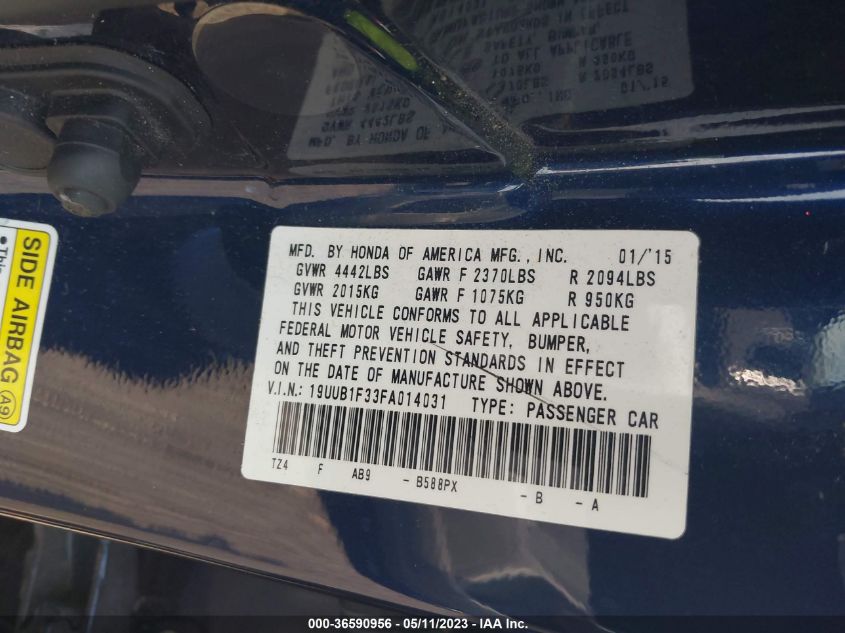 MFD. BY HONDA OF AMERICA MFG., INC. 01/'15
GVWR 4442LBS GAWR F 2370LBS R 2094LBS
GVWR 2015KG GAWR F 1075KG R 950KG
THIS VEHICLE CONFORMS TO ALL APPLICABLE
FEDERAL MOTOR VEHICLE SAFETY, BUMPER,
AND THEFT PREVENTION STANDARDS IN EFFECT
ON THE DATE OF MANUFACTURE SHOWN ABOVE.
V.I.N.: 19UUB1F33FA014031 TYPE: PASSENGER CAR
TZ4 F AB9 - B588PX - B - A
SIDE AIRBAG A9
• This
000-36590956 - 05/11/2023 - IAA Inc.